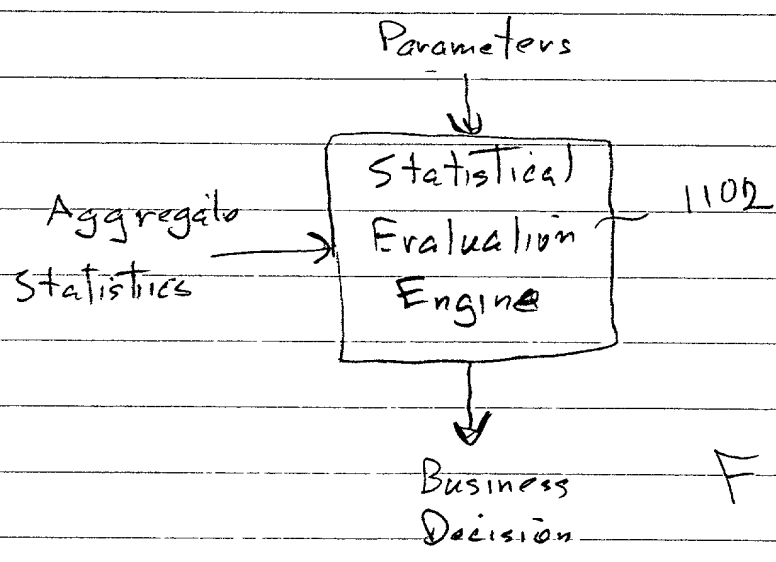 Parameters
Statistical
1102
Aggregate
Evaluation
Statistics
Engine
Business
F
Decision